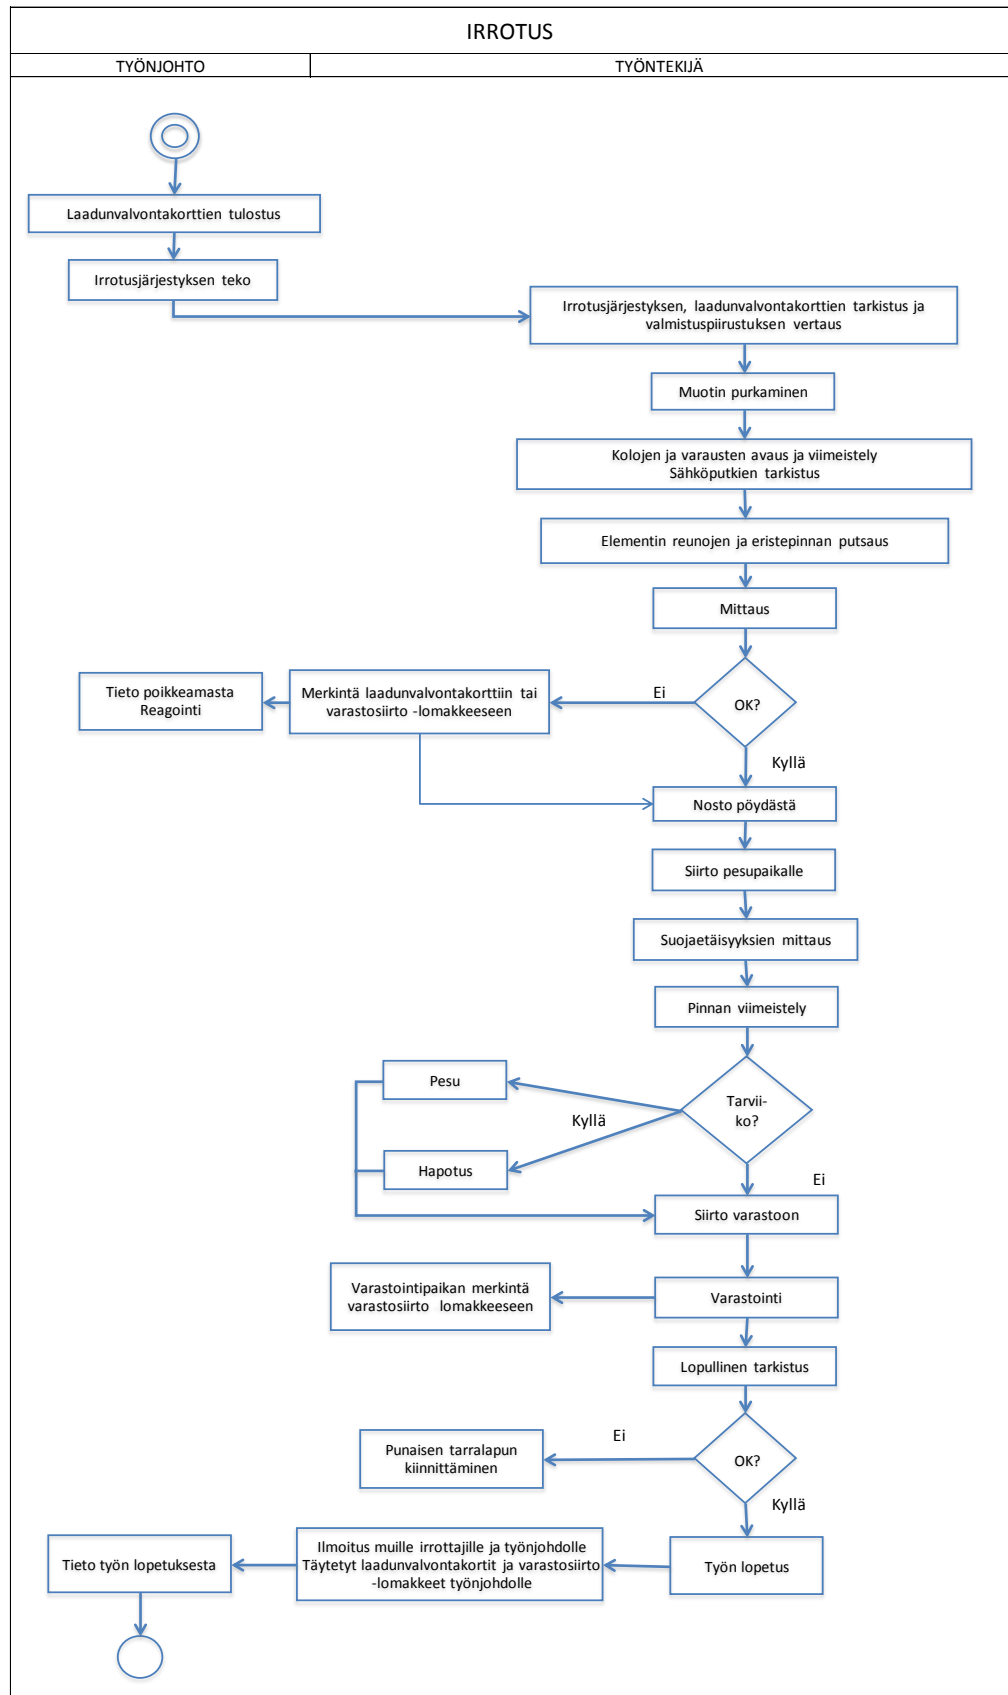 IRROTUS
TYÖNJOHTO
TYÖNTEKIJÄ
Laadunvalvontakorttien tulostus
Irrotusjärjestyksen teko
Irrotusjärjestyksen, laadunvalvontakorttien tarkistus ja
valmistuspiirustuksen vertaus
Muotin purkaminen
Kolojen ja varausten avaus ja viimeistely
Sähköputkien tarkistus
Elementin reunojen ja eristepinnan putsaus
Mittaus
OK?
Ei
Merkintä laadunvalvontakorttiin tai
varastosiirto -lomakkeeseen
Tieto poikkeamasta
Reagointi
Kyllä
Nosto pöydästä
Siirto pesupaikalle
Suojaetäisyyksien mittaus
Pinnan viimeistely
Tarvii-
ko?
Kyllä
Pesu
Hapotus
Ei
Siirto varastoon
Varastointi
Varastointipaikan merkintä
varastosiirto lomakkeeseen
Lopullinen tarkistus
OK?
Ei
Punaisen tarralapun
kiinnittäminen
Kyllä
Työn lopetus
Ilmoitus muille irrottajille ja työnjohdolle
Täytetyt laadunvalvontakortit ja varastosiirto
-lomakkeet työnjohdolle
Tieto työn lopetuksesta